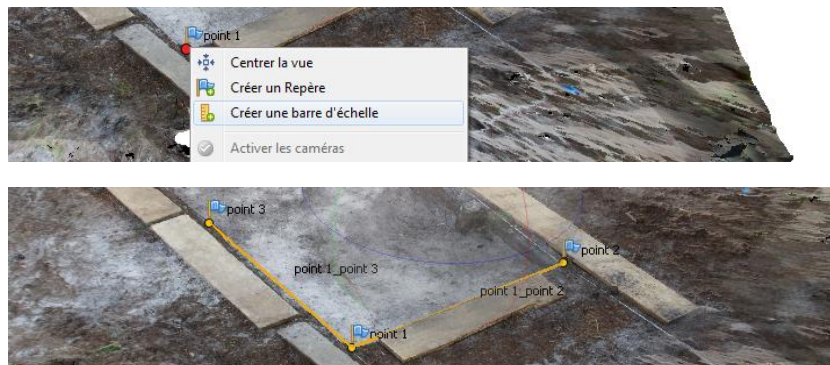 point 1
Centrer la vue
Créer un Repère
Créer une barre d'échelle
Activer les caméras
point 3
point 2
point 1_point 3
point 1_point 2
point 1